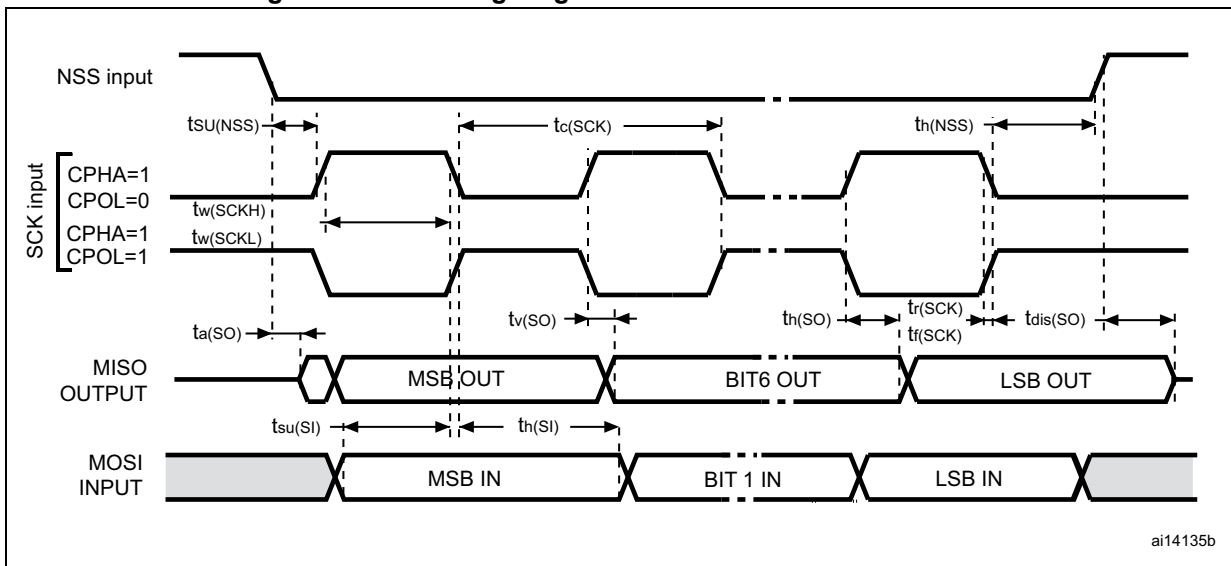 NSS input
tSU(NSS)
tc(SCK)
th(NSS)
SCK input
CPHA=1
CPOL=0
tw(SCKH)
CPHA=1
tw(SCKL)
CPOL=1
ta(SO)
tv(SO)
th(SO)
tr(SCK)
tf(SCK)
tdis(SO)
MISO
OUTPUT
MSB OUT
BIT6 OUT
LSB OUT
tsu(SI)
th(SI)
MOSI
INPUT
MSB IN
BIT 1 IN
LSB IN
ai14135b